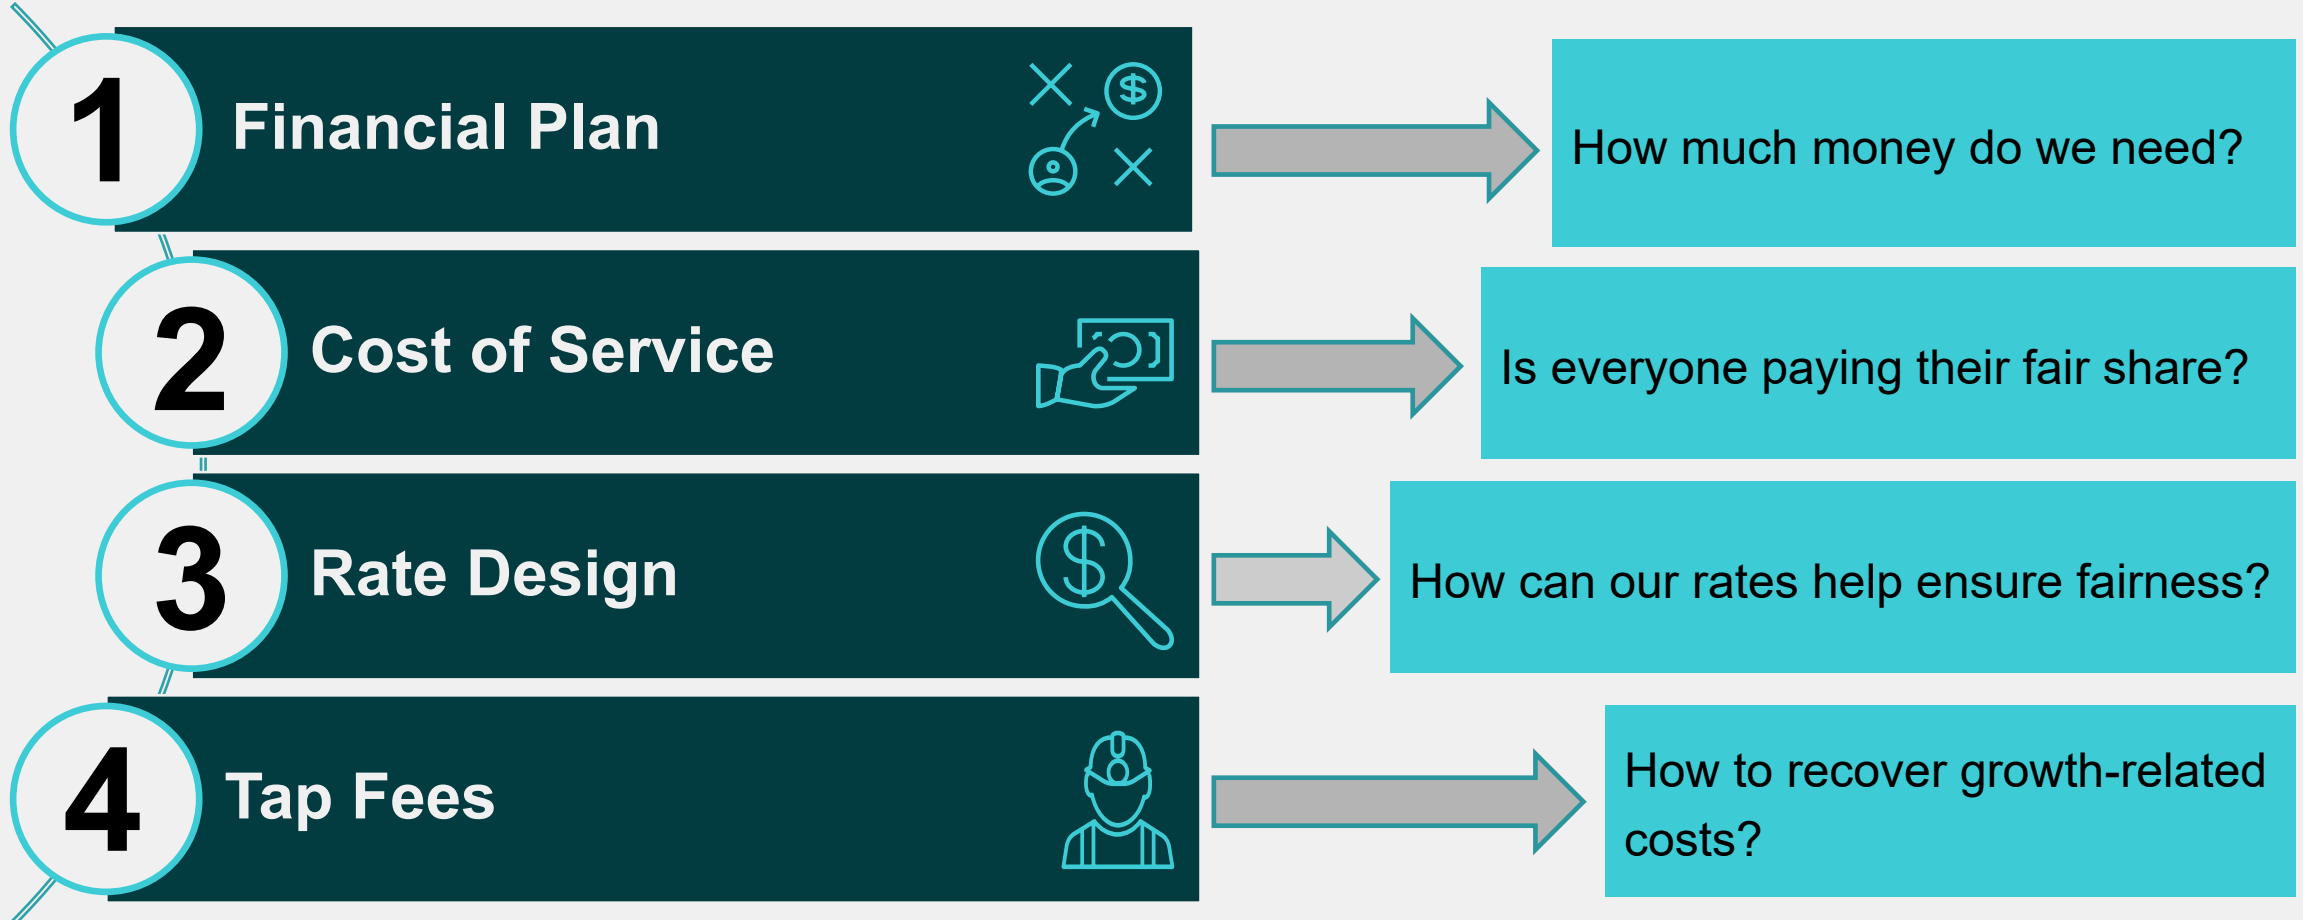 1
Financial Plan
How much money do we need?
2
Cost of Service
Is everyone paying their fair share?
3
Rate Design
How can our rates help ensure fairness?
4
Tap Fees
How to recover growth-related
costs?